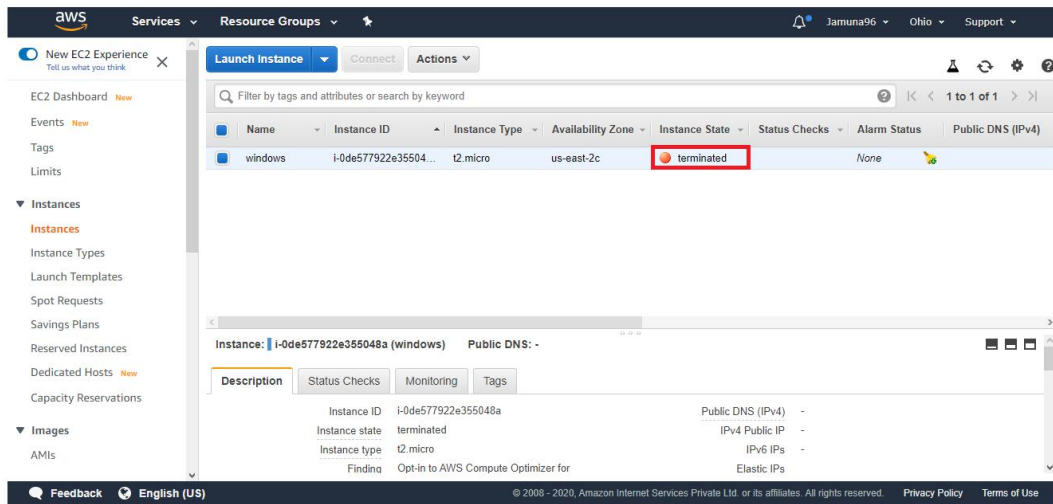 aws Services Resource Groups Jamuna96 Ohio Support
New EC2 Experience
Tell us what you think
EC2 Dashboard New
Events New
Tags
Limits
Instances
Instances
Instance Types
Launch Templates
Spot Requests
Savings Plans
Reserved Instances
Dedicated Hosts New
Capacity Reservations
Images
AMIs
Launch Instance Connect Actions
Filter by tags and attributes or search by keyword 1 to 1 of 1
Name Instance ID Instance Type Availability Zone Instance State Status Checks Alarm Status Public DNS (IPv4)
windows i-0de577922e35504... t2.micro us-east-2c terminated None
Instance: i-0de577922e355048a (windows) Public DNS: -
Description Status Checks Monitoring Tags
Instance ID i-0de577922e355048a Public DNS (IPv4) -
Instance state terminated IPv4 Public IP -
Instance type t2.micro IPv6 IPs -
Finding Opt-in to AWS Compute Optimizer for Elastic IPs
Feedback English (US) © 2008 - 2020, Amazon Internet Services Private Ltd. or its affiliates. All rights reserved. Privacy Policy Terms of Use